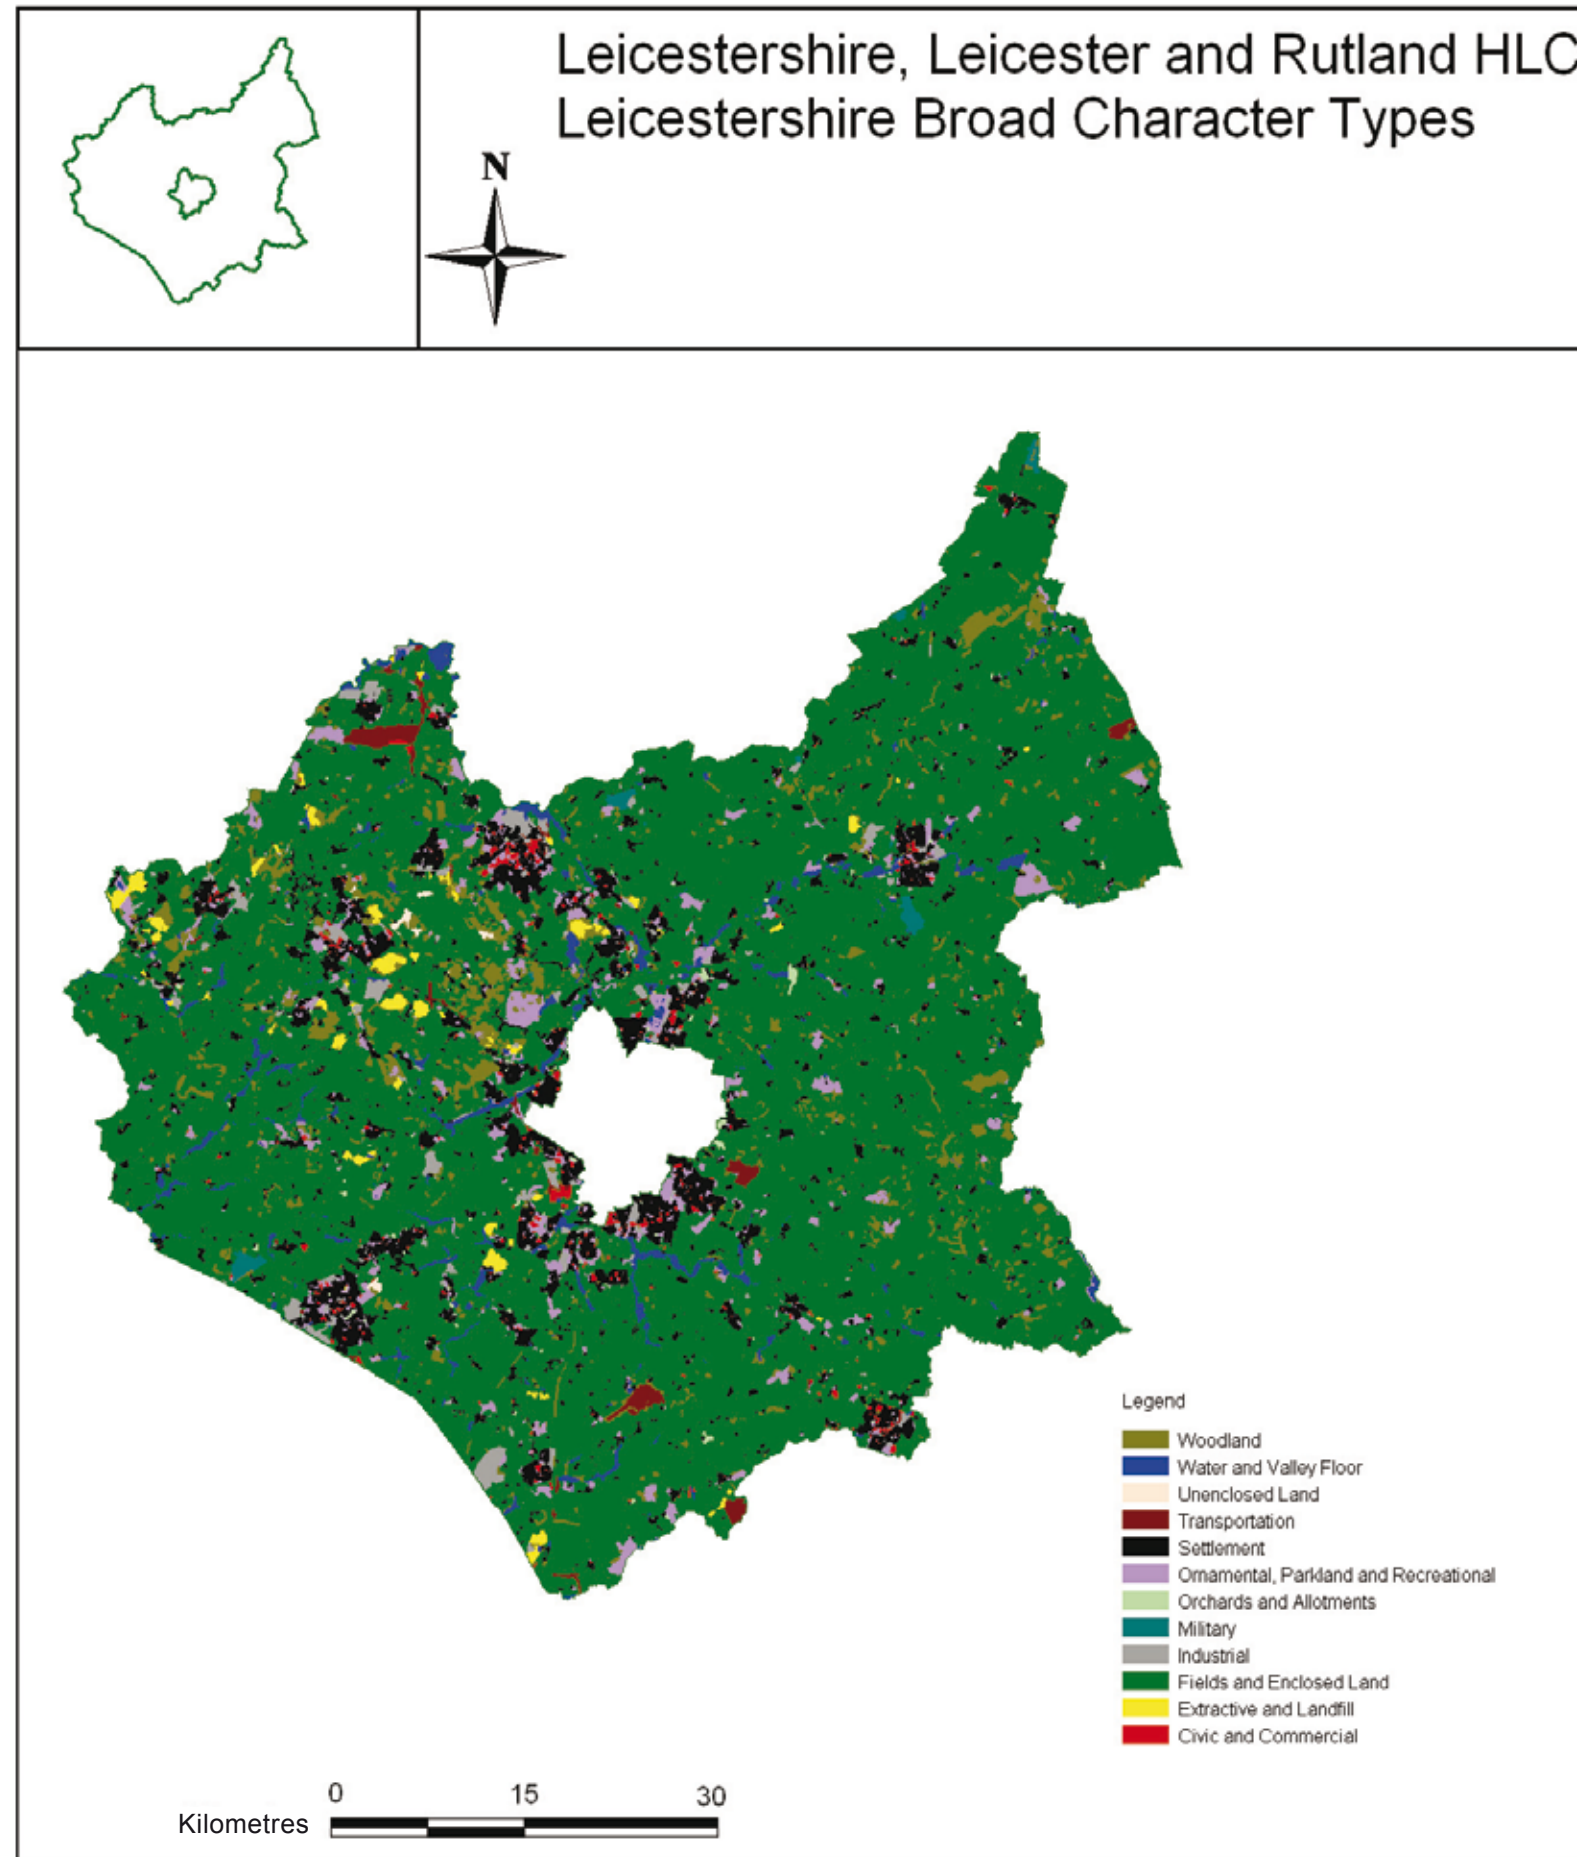 Leicestershire, Leicester and Rutland HLC
Leicestershire Broad Character Types
N
Legend
Woodland
Water and Valley Floor
Unenclosed Land
Transportation
Settlement
Ornamental, Parkland and Recreational
Orchards and Allotments
Military
Industrial
Fields and Enclosed Land
Extractive and Landfill
Civic and Commercial
0 15 30
Kilometres